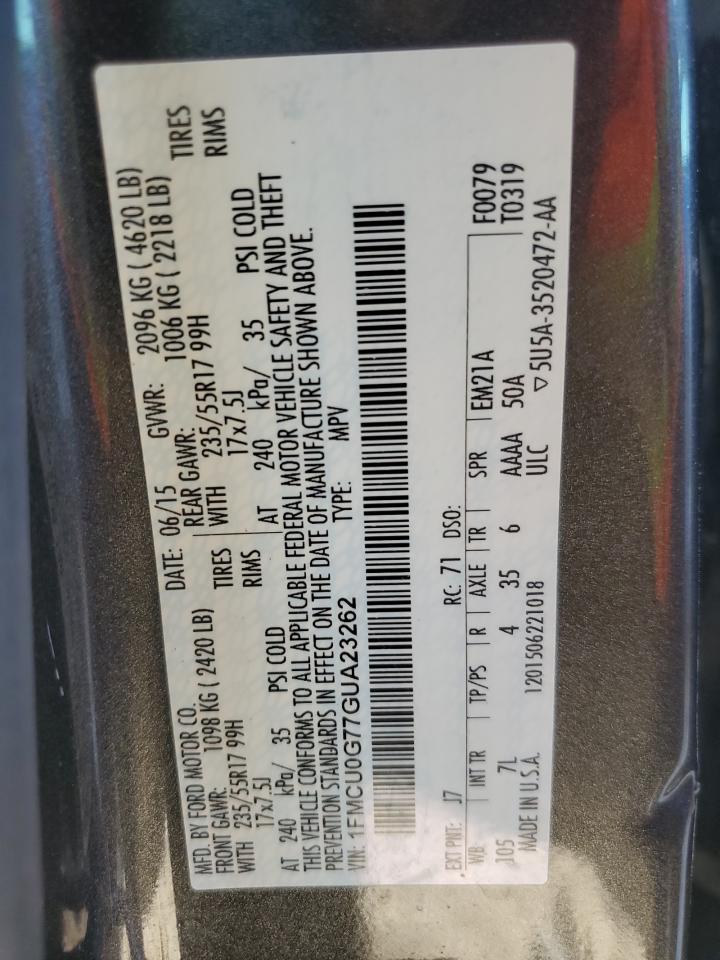 MFD. BY FORD MOTOR CO.
DATE: 06/15 GVWR: 2096 KG ( 4620 LB)
FRONT GAWR: 1098 KG ( 2420 LB) REAR GAWR: 1006 KG ( 2218 LB)
WITH 235/55R17 99H TIRES WITH 235/55R17 99H TIRES
17x7.5J RIMS 17x7.5J RIMS
AT 240 kPa/ 35 PSI COLD AT 240 kPa/ 35 PSI COLD
THIS VEHICLE CONFORMS TO ALL APPLICABLE FEDERAL MOTOR VEHICLE SAFETY AND THEFT
PREVENTION STANDARDS IN EFFECT ON THE DATE OF MANUFACTURE SHOWN ABOVE.
VIN: 1FMCU0G77GUA23262 TYPE: MPV
EXT PNT: J7 RC: 71 DSO: F0079
WB INT TR TP/PS R AXLE TR SPR EM21A T0319
105 7L 4 35 6 AAAA 50A
MADE IN U.S.A. 1201506221018 ULC ▽5U5A-3520472-AA